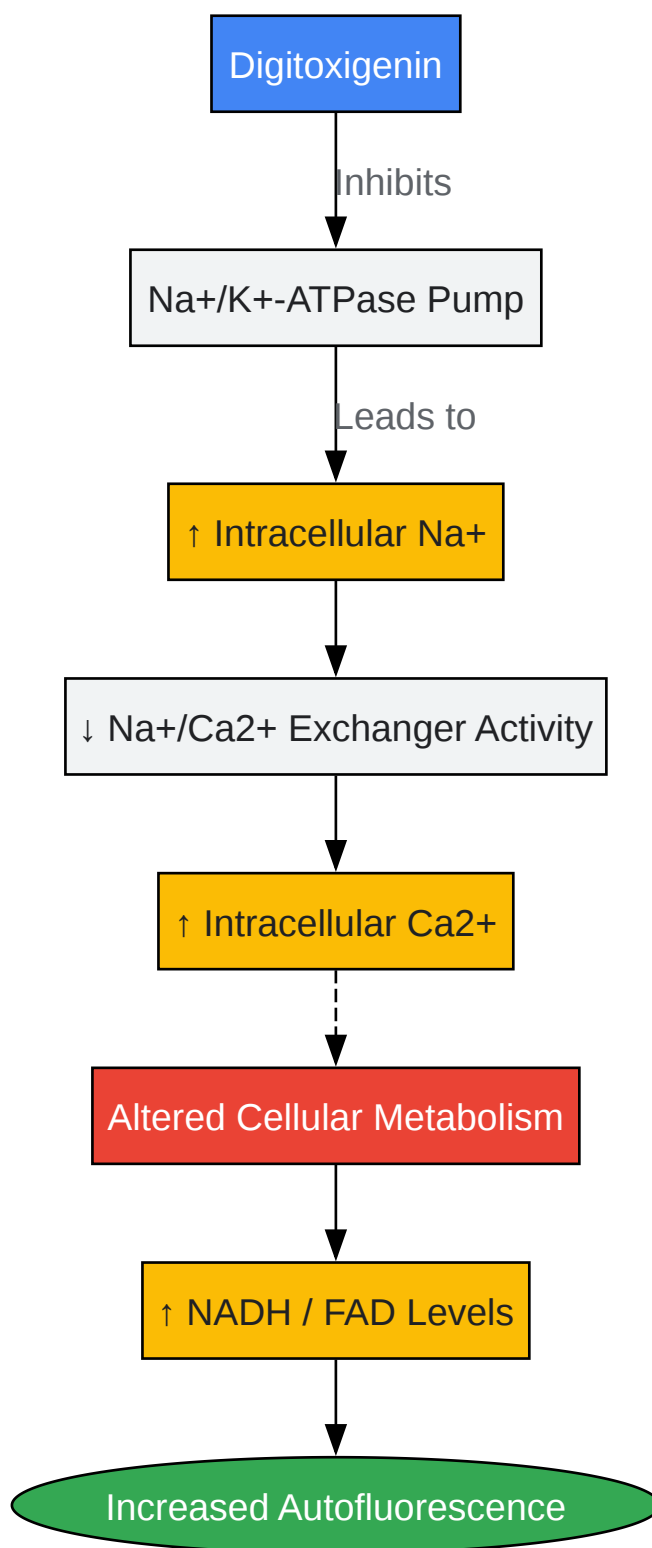 Digitoxigenin
Inhibits
Na+/K+-ATPase Pump
Leads to
↑ Intracellular Na+
↓ Na+/Ca2+ Exchanger Activity
↑ Intracellular Ca2+
Altered Cellular Metabolism
↑ NADH / FAD Levels
Increased Autofluorescence